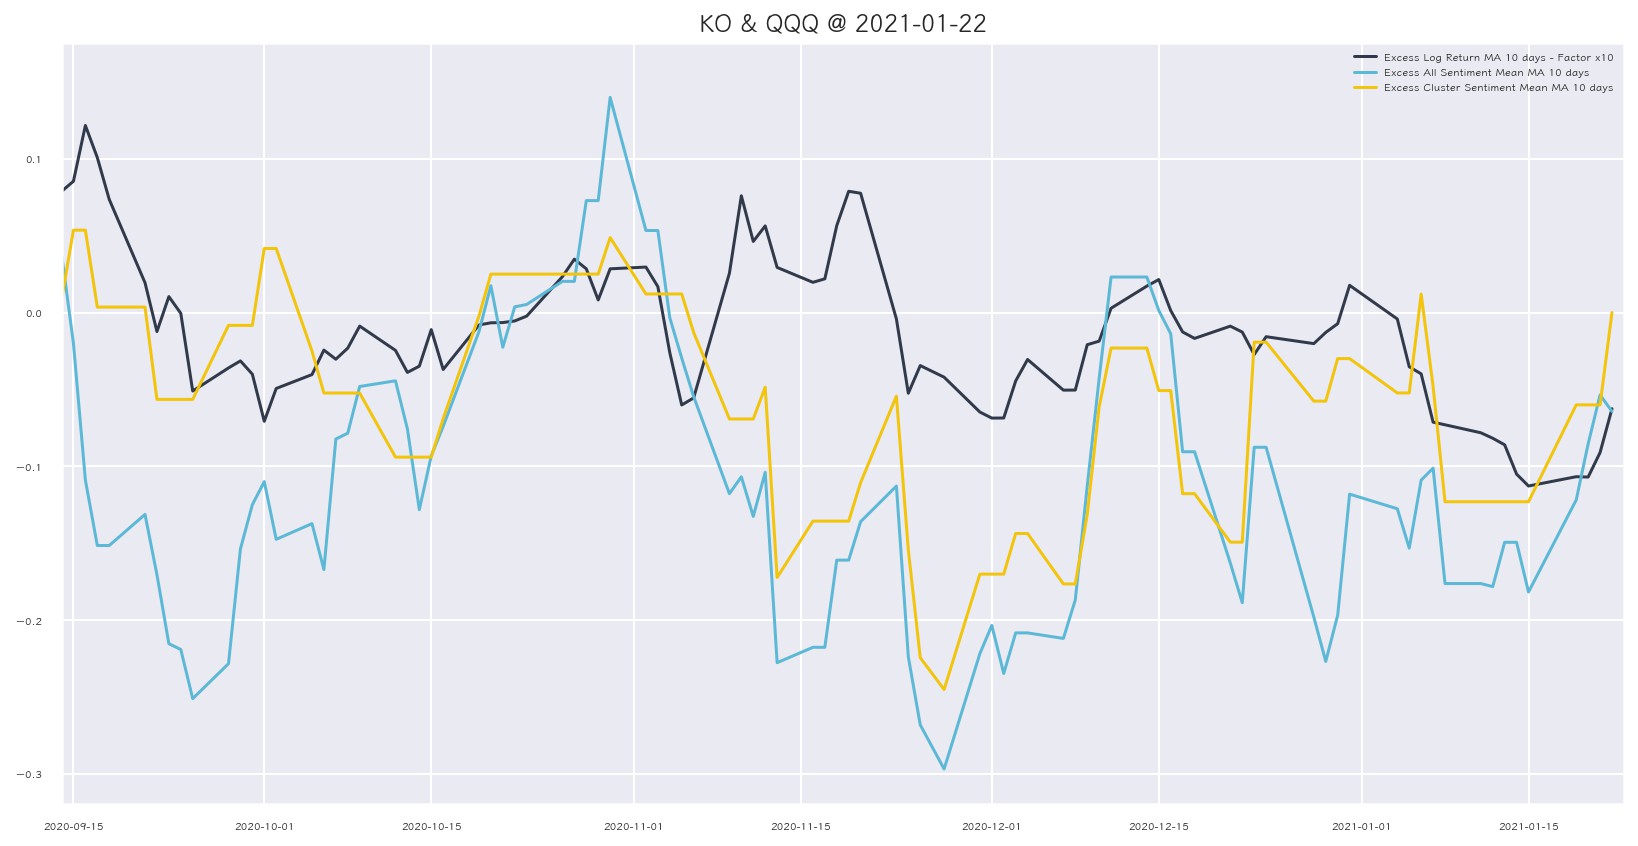 KO & QQQ @ 2021-01-22
Excess Log Return MA 10 days - Factor x10
Excess All Sentiment Mean MA 10 days
Excess Cluster Sentiment Mean MA 10 days
0.1
0.0
−0.1
−0.2
−0.3
2020-09-15 2020-10-01 2020-10-15 2020-11-01 2020-11-15 2020-12-01 2020-12-15 2021-01-01 2021-01-15